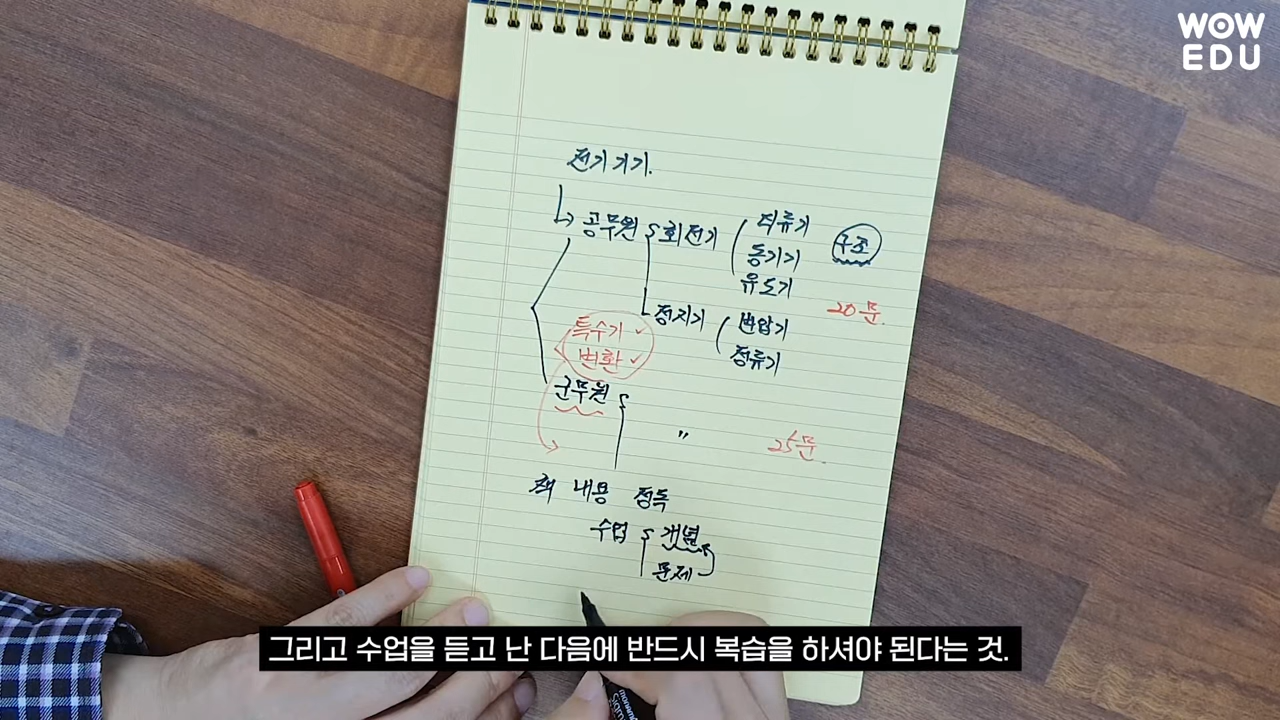 WOW
EDU
전기기기.
공무원 회전기 직류기 구조
동기기
유도기
20문.
정지기 변압기
정류기
특수기 ✓
변환 ✓
군무원 〃 25문.
책 내용 정독
수업 개념
문제
그리고 수업을 듣고 난 다음에 반드시 복습을 하셔야 된다는 것.